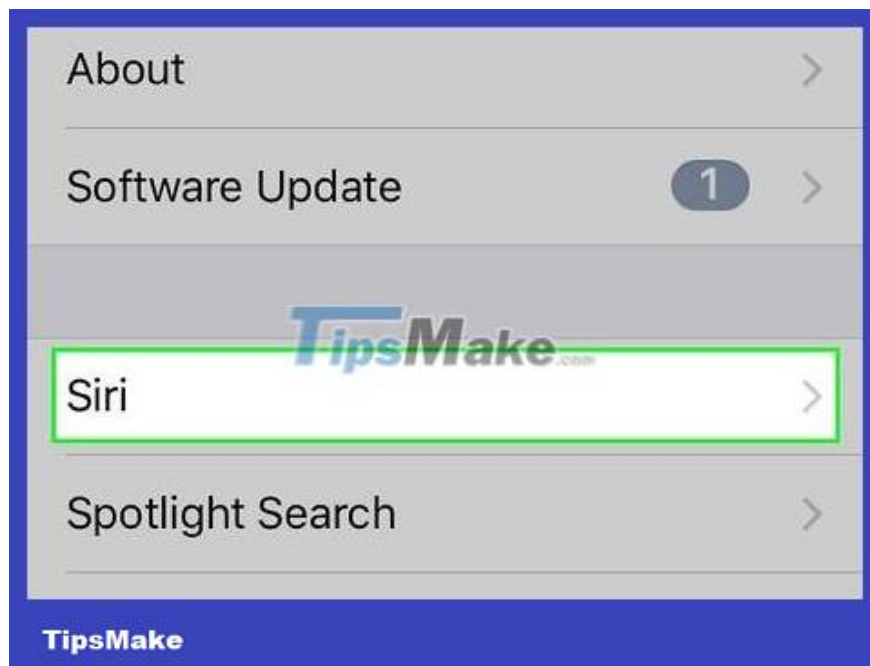 About
Software Update 1
TipsMake.com
Siri
Spotlight Search
TipsMake